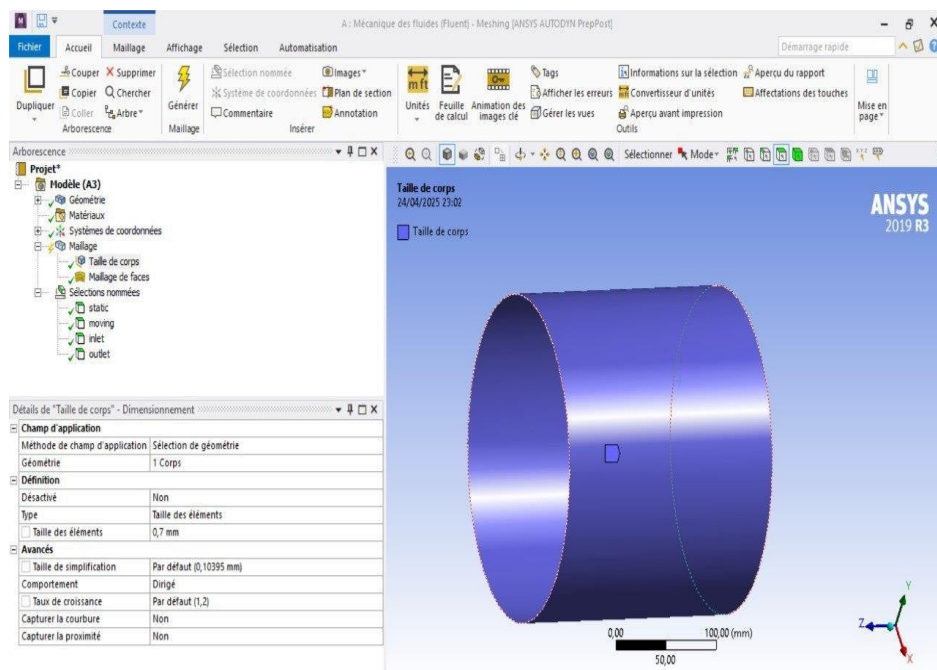 M
Contexte
A : Mécanique des fluides (Fluent) - Meshing [ANSYS AUTODYN PrepPost]
Fichier Accueil Maillage Affichage Sélection Automatisation Démarrage rapide
Dupliquer
Couper
Copier
Coller
Supprimer
Chercher
Arbre
Arborescence
Générer
Maillage
Sélection nommée
Système de coordonnées
Commentaire
Images
Plan de section
Annotation
Insérer
m ft
Unités
Feuille de calcul
Animation des images clé
Tags
Afficher les erreurs
Gérer les vues
Informations sur la sélection
Convertisseur d'unités
Aperçu avant impression
Aperçu du rapport
Affectations des touches
Outils
Mise en page
Arborescence
Sélectionner Mode
Projet*
Modèle (A3)
Géométrie
Matériaux
Systèmes de coordonnées
Maillage
Taille de corps
Maillage de faces
Sélections nommées
static
moving
inlet
outlet
Détails de "Taille de corps" - Dimensionnement
Champ d'application
Méthode de champ d'application Sélection de géométrie
Géométrie 1 Corps
Définition
Désactivé Non
Type Taille des éléments
Taille des éléments 0,7 mm
Avancés
Taille de simplification Par défaut (0,10395 mm)
Comportement Dirigé
Taux de croissance Par défaut (1,2)
Capturer la courbure Non
Capturer la proximité Non
Taille de corps
24/04/2025 23:02
Taille de corps
ANSYS
2019 R3
0,00 100,00 (mm)
50,00
Y
Z
X